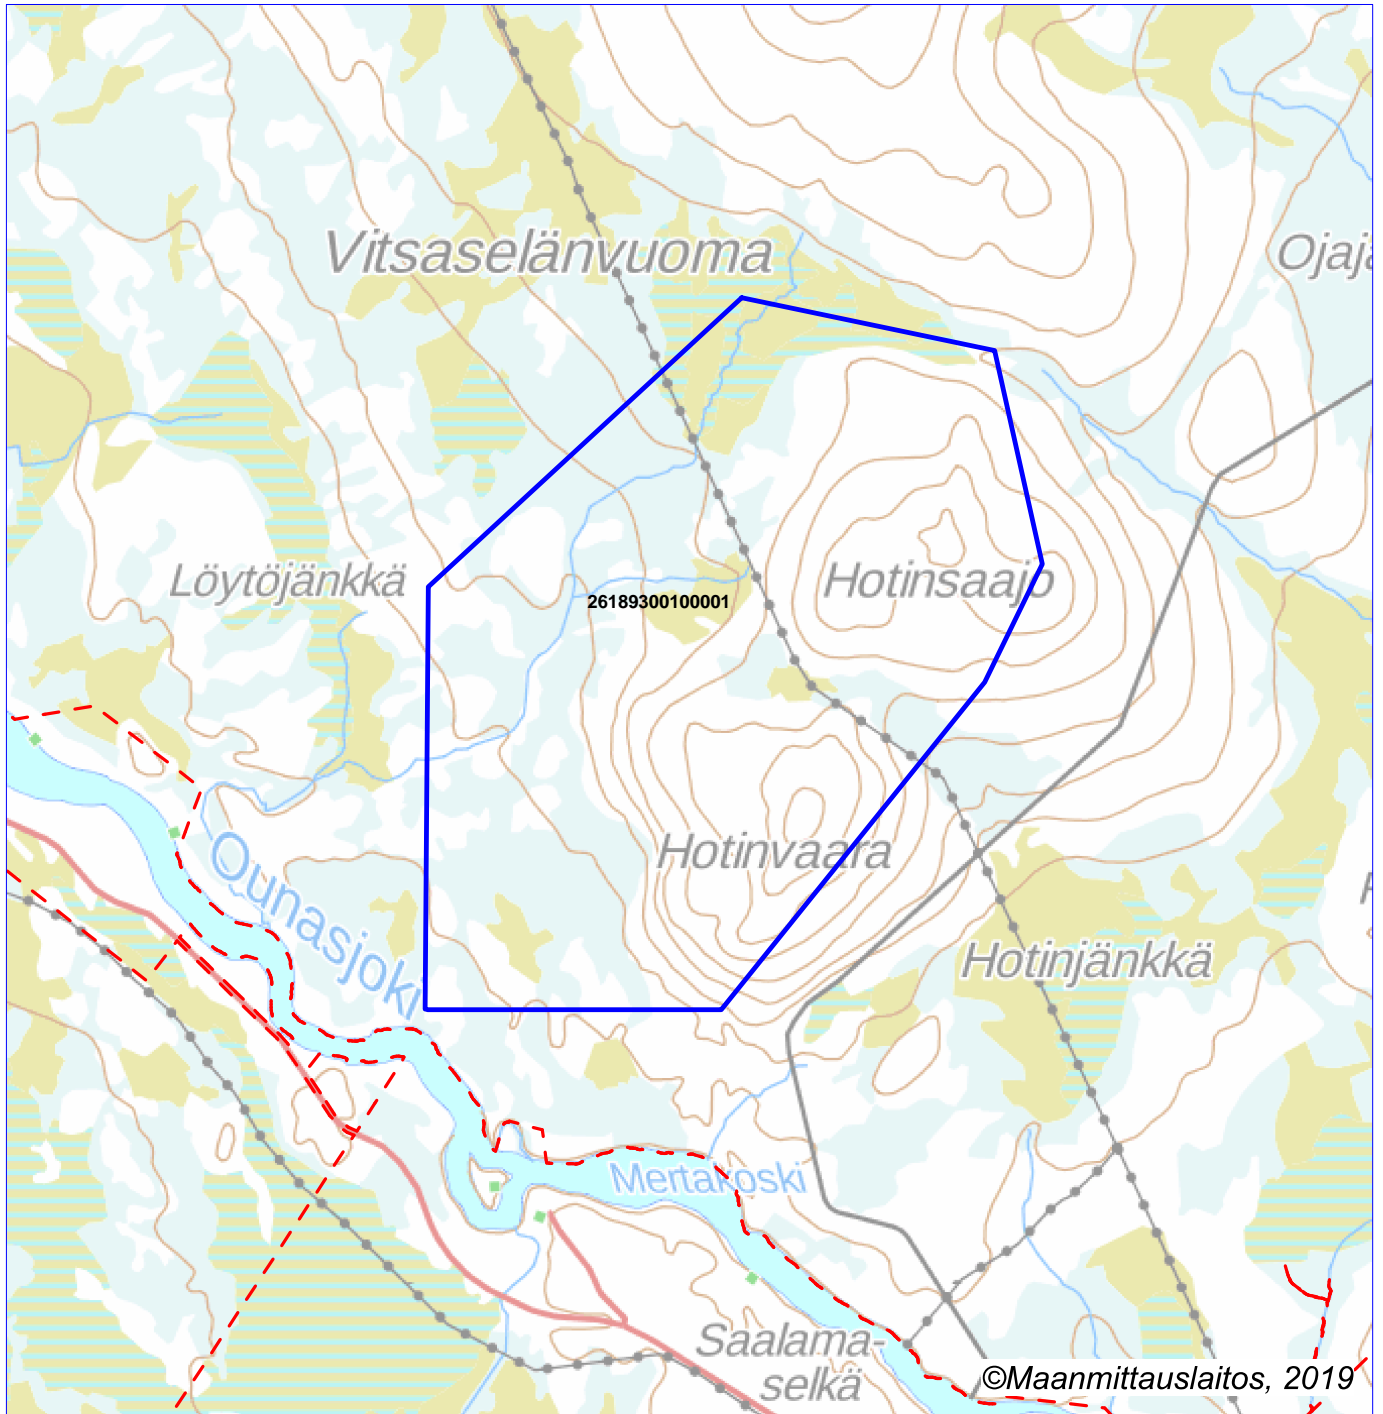 Vitsaselänvuoma
Löytöjänkkä
26189300100001
Hotinsaajo
Hotinvaara
Ounasjoki
Hotinjänkkä
Mertakoski
Saalama-
selkä
©Maanmittauslaitos, 2019